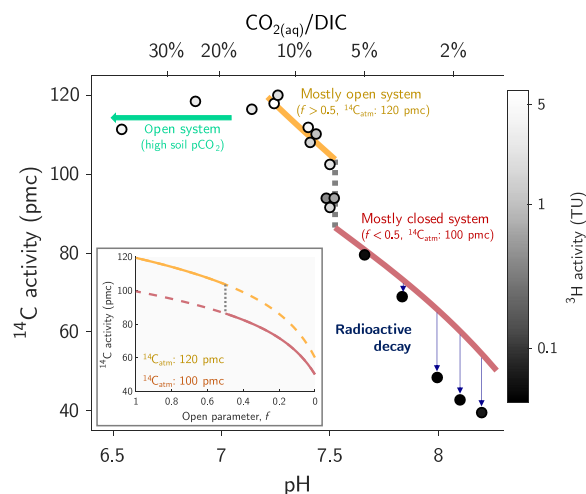 CO2(aq)/DIC
30% 20% 10% 5% 2%
120
100
80
60
40
14C activity (pmc)
Mostly open system
(f > 0.5, 14Catm: 120 pmc)
Open system
(high soil pCO2)
Mostly closed system
(f < 0.5, 14Catm: 100 pmc)
Radioactive
decay
120
100
80
60
40
14C activity (pmc)
14Catm: 120 pmc
14Catm: 100 pmc
1 0.8 0.6 0.4 0.2 0
Open parameter, f
6.5 7 7.5 8
pH
5
1
0.1
3H activity (TU)